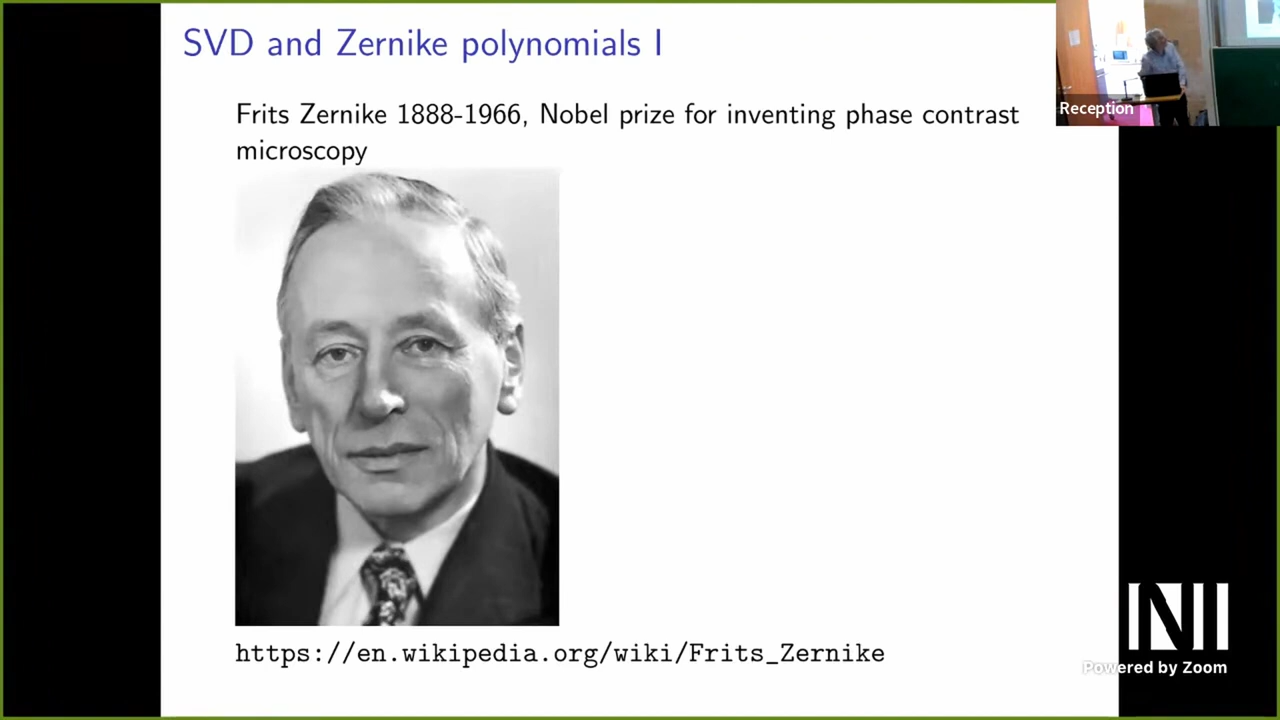 SVD and Zernike polynomials I
Frits Zernike 1888-1966, Nobel prize for inventing phase contrast
microscopy
https://en.wikipedia.org/wiki/Frits_Zernike
Reception
NI
Powered by Zoom